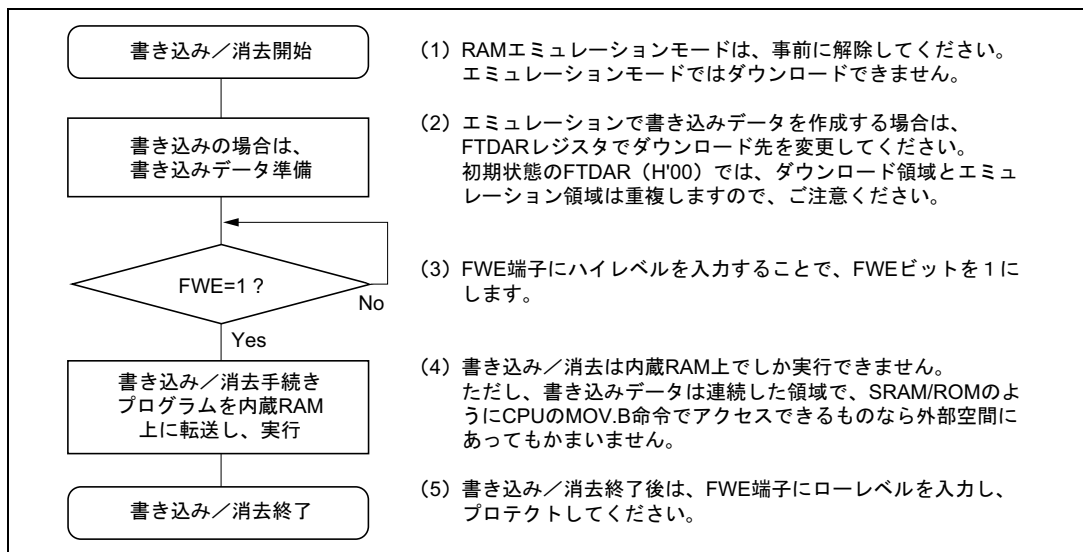 書き込み／消去開始
書き込みの場合は、
書き込みデータ準備
FWE=1？
No
Yes
書き込み／消去手続き
プログラムを内蔵RAM
上に転送し、実行
書き込み／消去終了
（1）RAMエミュレーションモードは、事前に解除してください。
エミュレーションモードではダウンロードできません。
（2）エミュレーションで書き込みデータを作成する場合は、
FTDARレジスタでダウンロード先を変更してください。
初期状態のFTDAR（H'00）では、ダウンロード領域とエミュ
レーション領域は重複しますので、ご注意ください。
（3）FWE端子にハイレベルを入力することで、FWEビットを１に
します。
（4）書き込み／消去は内蔵RAM上でしか実行できません。
ただし、書き込みデータは連続した領域で、SRAM/ROMのよ
うにCPUのMOV.B命令でアクセスできるものなら外部空間に
あってもかまいません。
（5）書き込み／消去終了後は、FWE端子にローレベルを入力し、
プロテクトしてください。